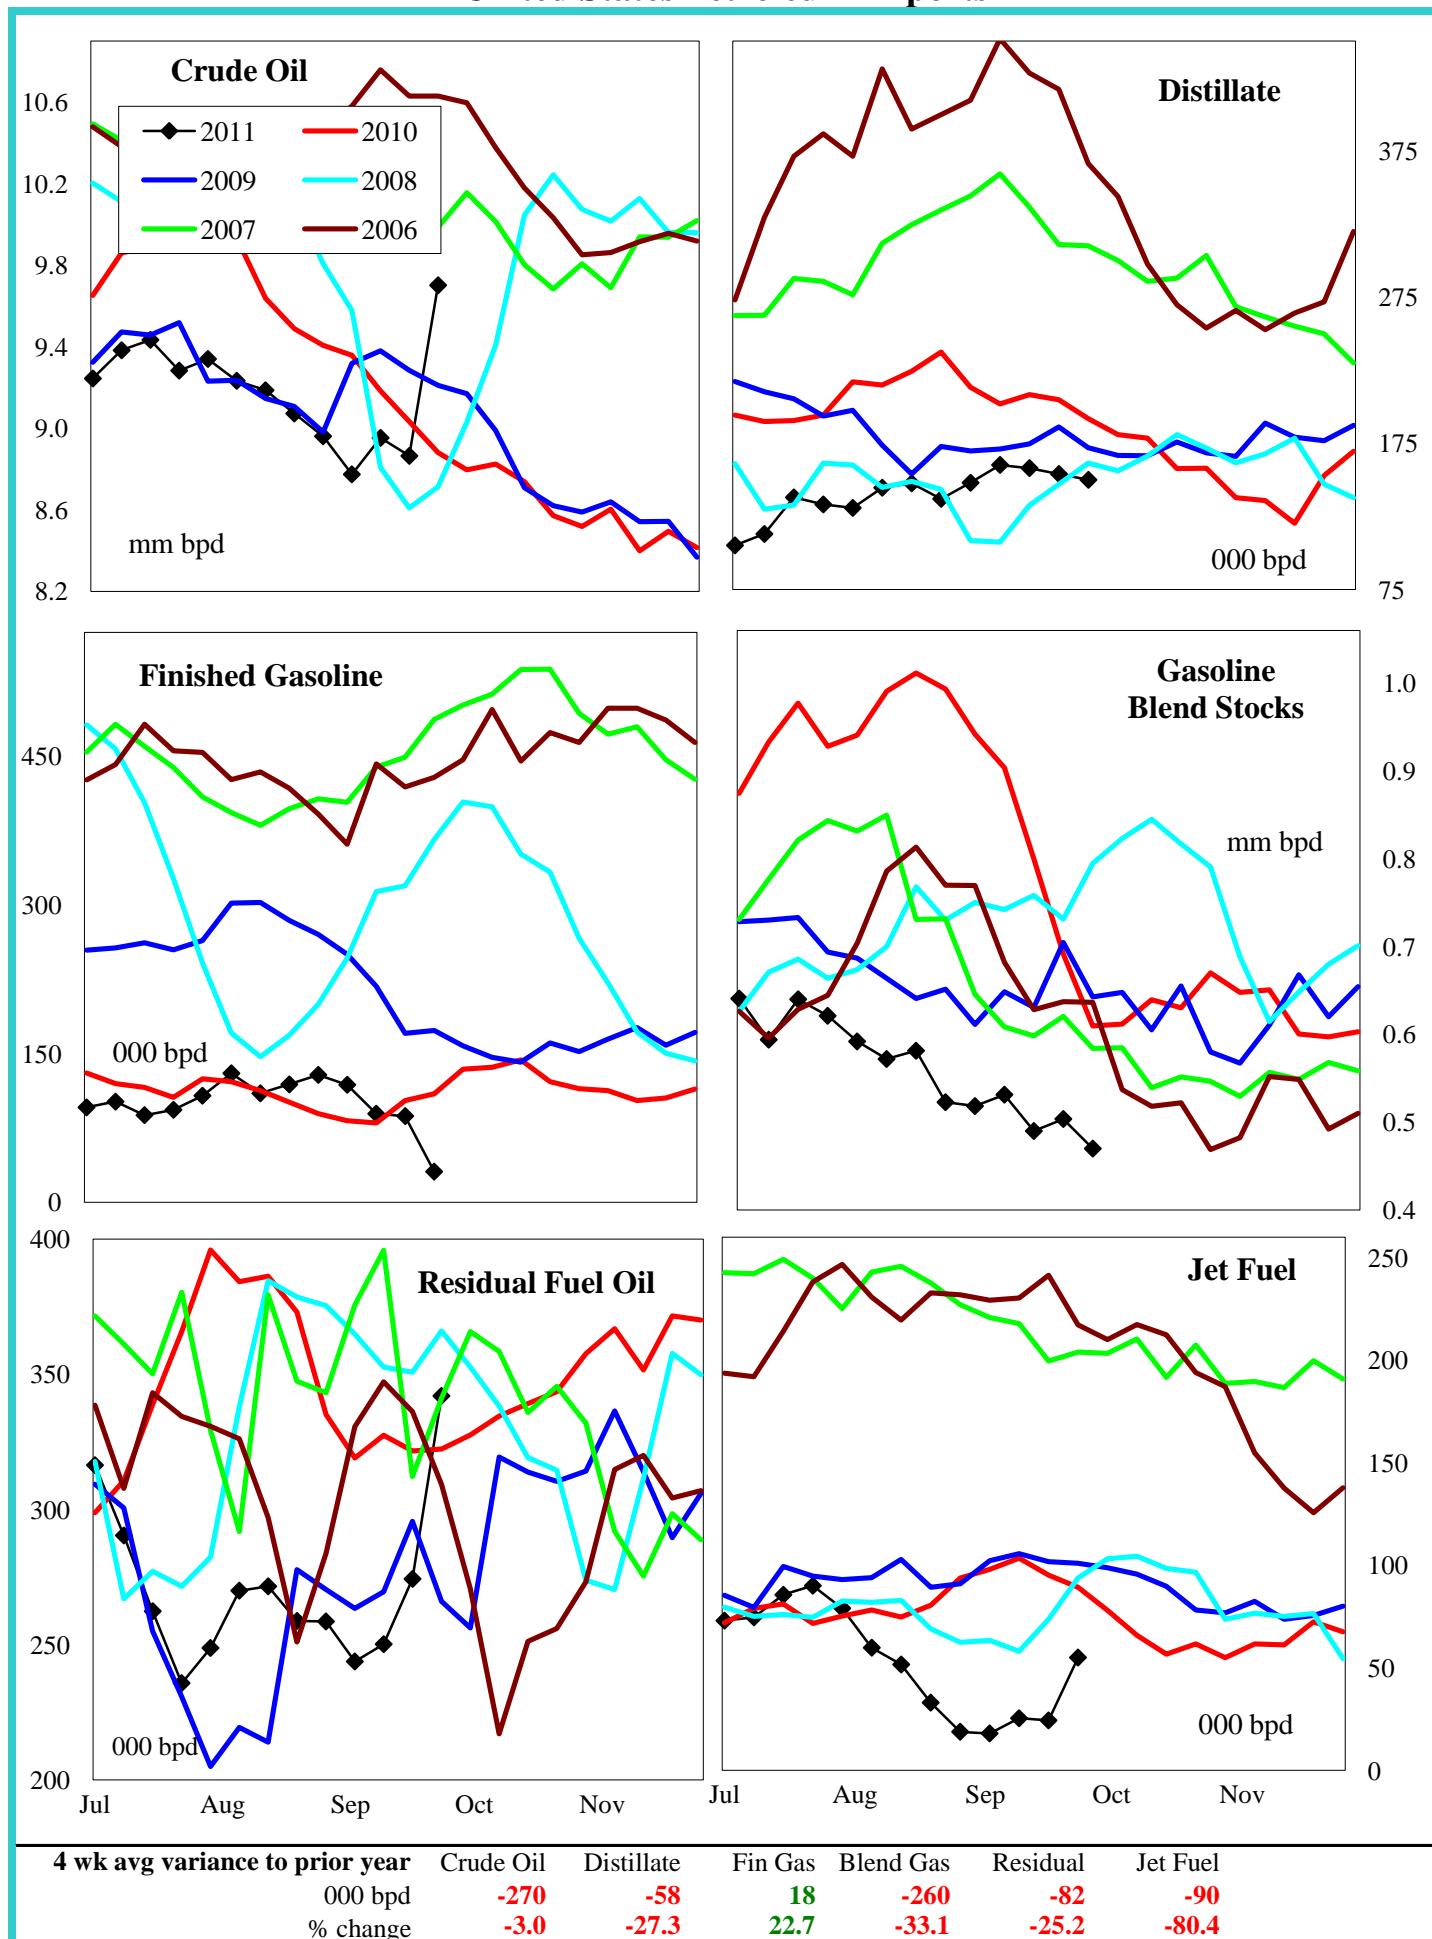 Crude Oil
10.6
10.2
9.8
9.4
9.0
8.6
8.2
2011 2010
2009 2008
2007 2006
mm bpd
Distillate
375
275
175
75
000 bpd
Finished Gasoline
450
300
150
0
000 bpd
Gasoline
Blend Stocks
1.0
0.9
0.8
0.7
0.6
0.5
0.4
mm bpd
Residual Fuel Oil
400
350
300
250
200
000 bpd
Jul Aug Sep Oct Nov
Jet Fuel
250
200
150
100
50
0
000 bpd
Jul Aug Sep Oct Nov
4 wk avg variance to prior year Crude Oil Distillate Fin Gas Blend Gas Residual Jet Fuel
000 bpd -270 -58 18 -260 -82 -90
% change -3.0 -27.3 22.7 -33.1 -25.2 -80.4